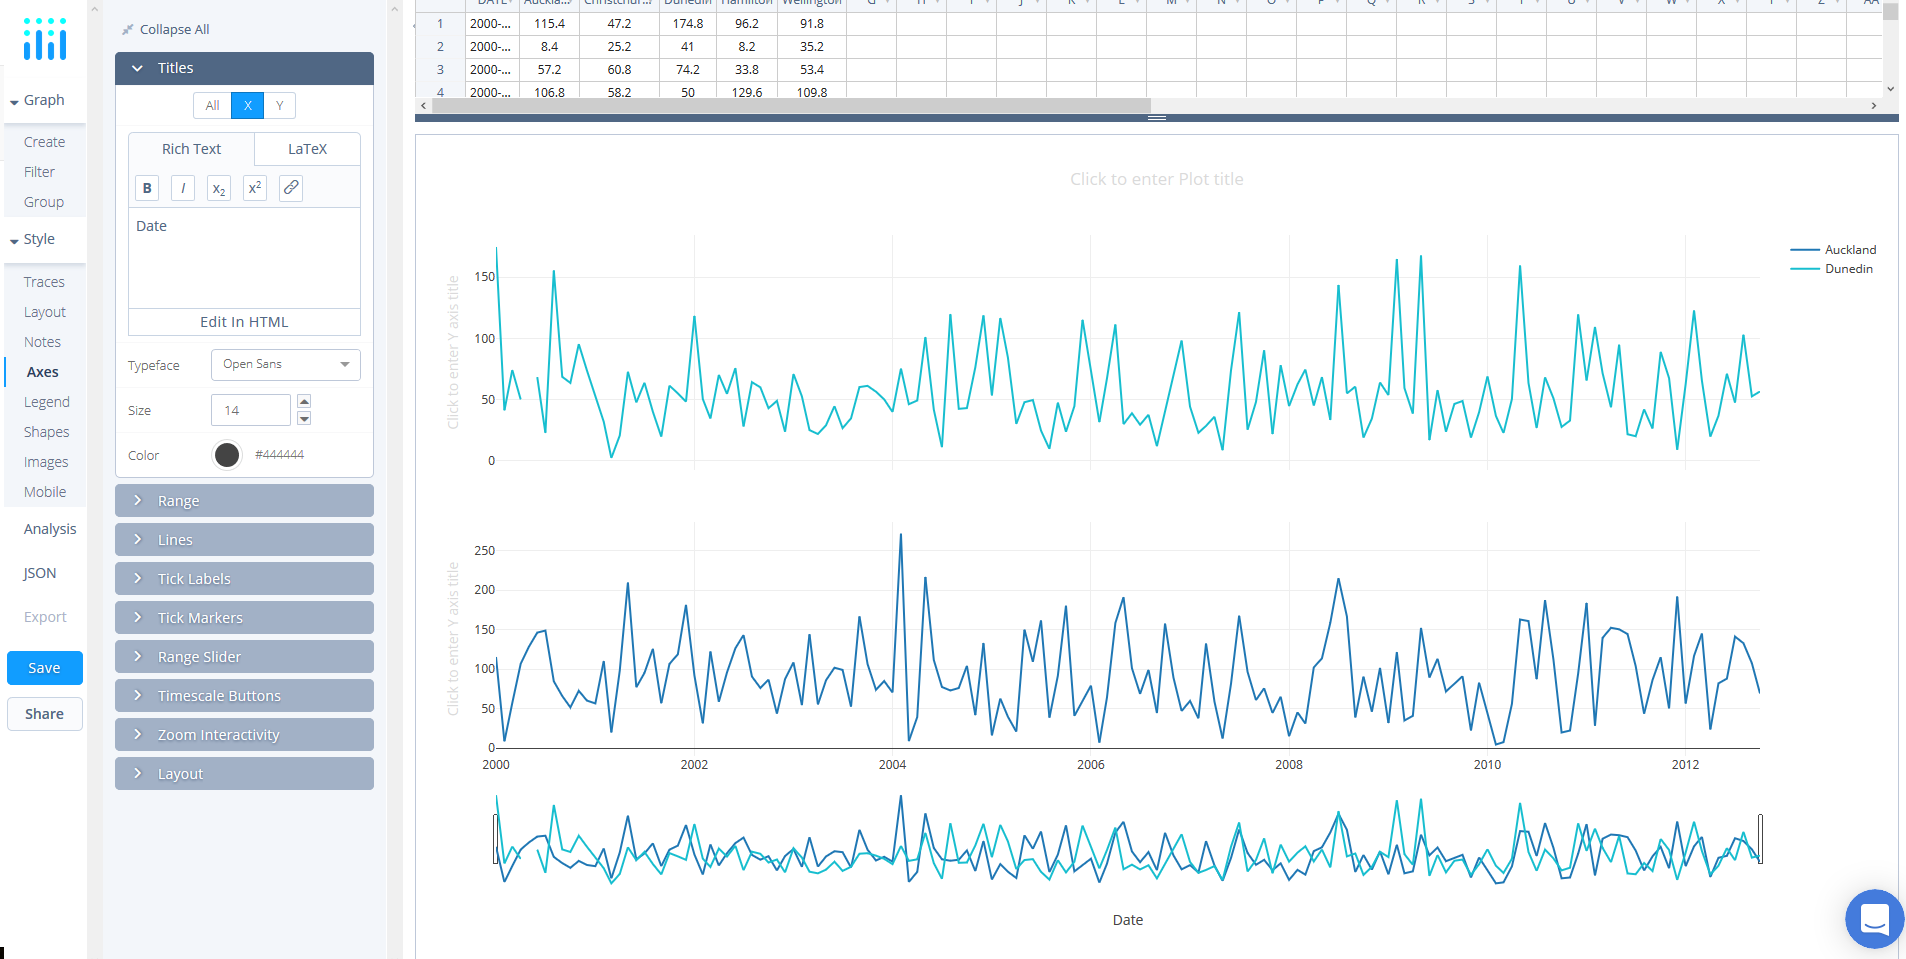 Collapse All
Titles
All X Y
Rich Text LaTeX
B I x2 x2
Date
Edit In HTML
Typeface Open Sans
Size 14
Color #444444
Range
Lines
Tick Labels
Tick Markers
Range Slider
Timescale Buttons
Zoom Interactivity
Layout
Graph
Create
Filter
Group
Style
Traces
Layout
Notes
Axes
Legend
Shapes
Images
Mobile
Analysis
JSON
Export
Save
Share
DATE Auckla... Christchur... Dunedin Hamilton Wellington G H I J K L M N O P Q R S T U V W X Y Z AA
1 2000-... 115.4 47.2 174.8 96.2 91.8
2 2000-... 8.4 25.2 41 8.2 35.2
3 2000-... 57.2 60.8 74.2 33.8 53.4
4 2000-... 106.8 58.2 50 129.6 109.8
Click to enter Plot title
Auckland
Dunedin
Click to enter Y axis title
150
100
50
0
Click to enter Y axis title
250
200
150
100
50
0
2000 2002 2004 2006 2008 2010 2012
Date